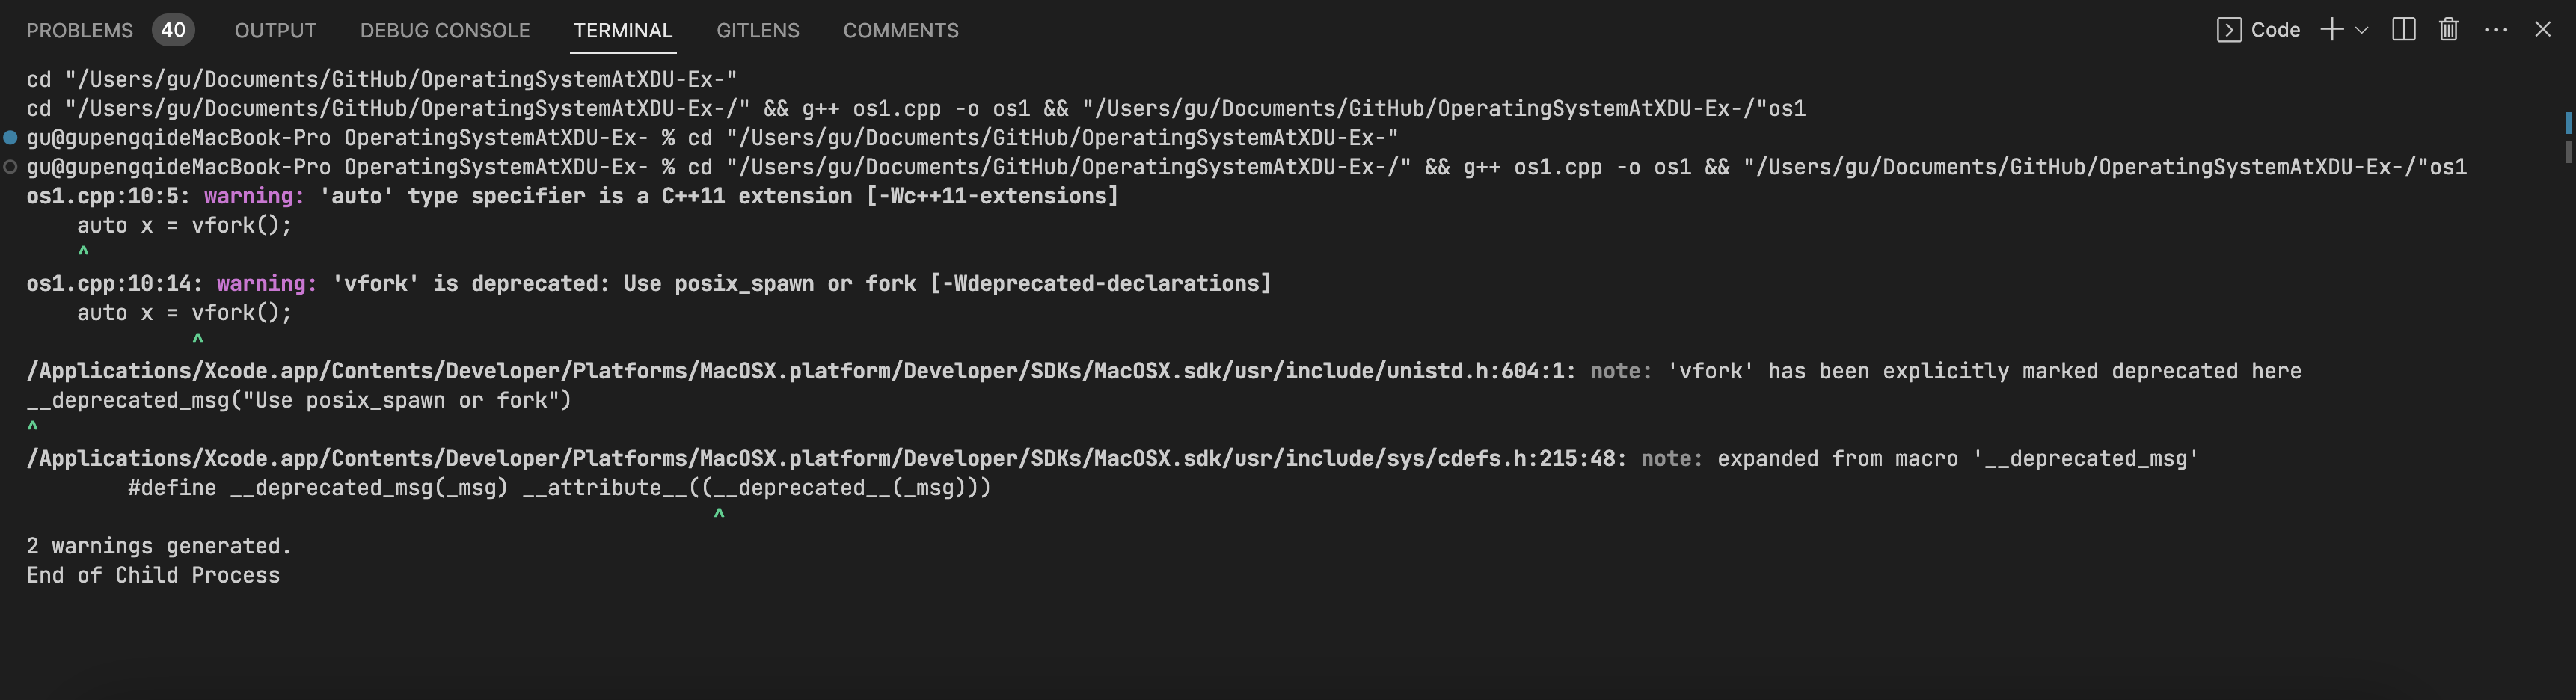 PROBLEMS 40 OUTPUT DEBUG CONSOLE TERMINAL GITLENS COMMENTS Code
cd "/Users/gu/Documents/GitHub/OperatingSystemAtXDU-Ex-"
cd "/Users/gu/Documents/GitHub/OperatingSystemAtXDU-Ex-/" && g++ os1.cpp -o os1 && "/Users/gu/Documents/GitHub/OperatingSystemAtXDU-Ex-/"os1
gu@gupengqideMacBook-Pro OperatingSystemAtXDU-Ex- % cd "/Users/gu/Documents/GitHub/OperatingSystemAtXDU-Ex-"
gu@gupengqideMacBook-Pro OperatingSystemAtXDU-Ex- % cd "/Users/gu/Documents/GitHub/OperatingSystemAtXDU-Ex-/" && g++ os1.cpp -o os1 && "/Users/gu/Documents/GitHub/OperatingSystemAtXDU-Ex-/"os1
os1.cpp:10:5: warning: 'auto' type specifier is a C++11 extension [-Wc++11-extensions]
    auto x = vfork();
    ^
os1.cpp:10:14: warning: 'vfork' is deprecated: Use posix_spawn or fork [-Wdeprecated-declarations]
    auto x = vfork();
             ^
/Applications/Xcode.app/Contents/Developer/Platforms/MacOSX.platform/Developer/SDKs/MacOSX.sdk/usr/include/unistd.h:604:1: note: 'vfork' has been explicitly marked deprecated here
__deprecated_msg("Use posix_spawn or fork")
^
/Applications/Xcode.app/Contents/Developer/Platforms/MacOSX.platform/Developer/SDKs/MacOSX.sdk/usr/include/sys/cdefs.h:215:48: note: expanded from macro '__deprecated_msg'
        #define __deprecated_msg(_msg) __attribute__((__deprecated__(_msg)))
                                                      ^
2 warnings generated.
End of Child Process